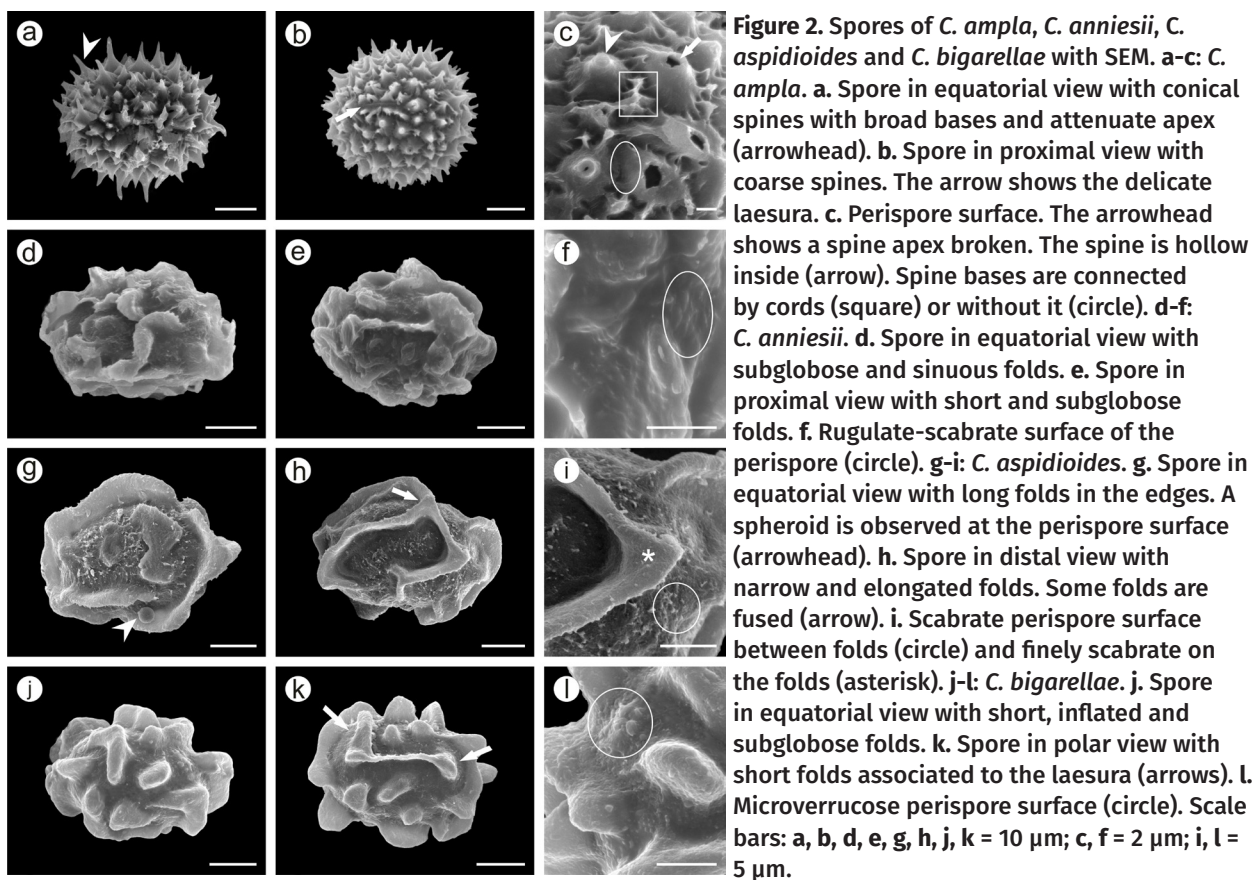 a
b
c
d
e
f
g
h
i
*
j
k
l
Figure 2. Spores of C. ampla, C. anniesii, C.
aspidioides and C. bigarellae with SEM. a-c: C.
ampla. a. Spore in equatorial view with conical
spines with broad bases and attenuate apex
(arrowhead). b. Spore in proximal view with
coarse spines. The arrow shows the delicate
laesura. c. Perispore surface. The arrowhead
shows a spine apex broken. The spine is hollow
inside (arrow). Spine bases are connected
by cords (square) or without it (circle). d-f:
C. anniesii. d. Spore in equatorial view with
subglobose and sinuous folds. e. Spore in
proximal view with short and subglobose
folds. f. Rugulate-scabrate surface of the
perispore (circle). g-i: C. aspidioides. g. Spore in
equatorial view with long folds in the edges. A
spheroid is observed at the perispore surface
(arrowhead). h. Spore in distal view with
narrow and elongated folds. Some folds are
fused (arrow). i. Scabrate perispore surface
between folds (circle) and finely scabrate on
the folds (asterisk). j-l: C. bigarellae. j. Spore
in equatorial view with short, inflated and
subglobose folds. k. Spore in polar view with
short folds associated to the laesura (arrows). l.
Microverrucose perispore surface (circle). Scale
bars: a, b, d, e, g, h, j, k = 10 µm; c, f = 2 µm; i, l =
5 µm.